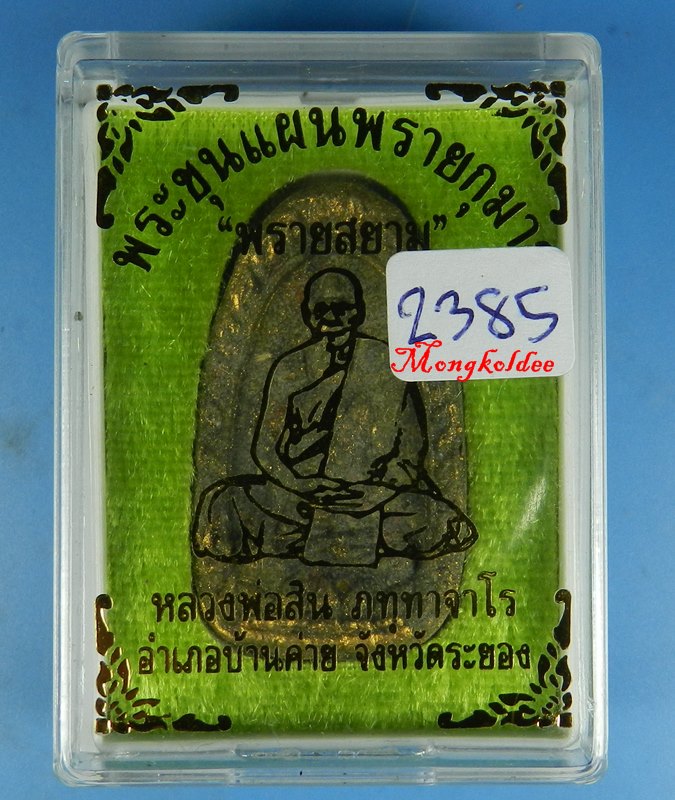 พระขุนแผนพรายกุมาร
“พรายสยาม”
2385
Mongkoldee
หลวงพ่อสิน ภทฺทาจาโร
อำเภอบ้านค่าย จังหวัดระยอง